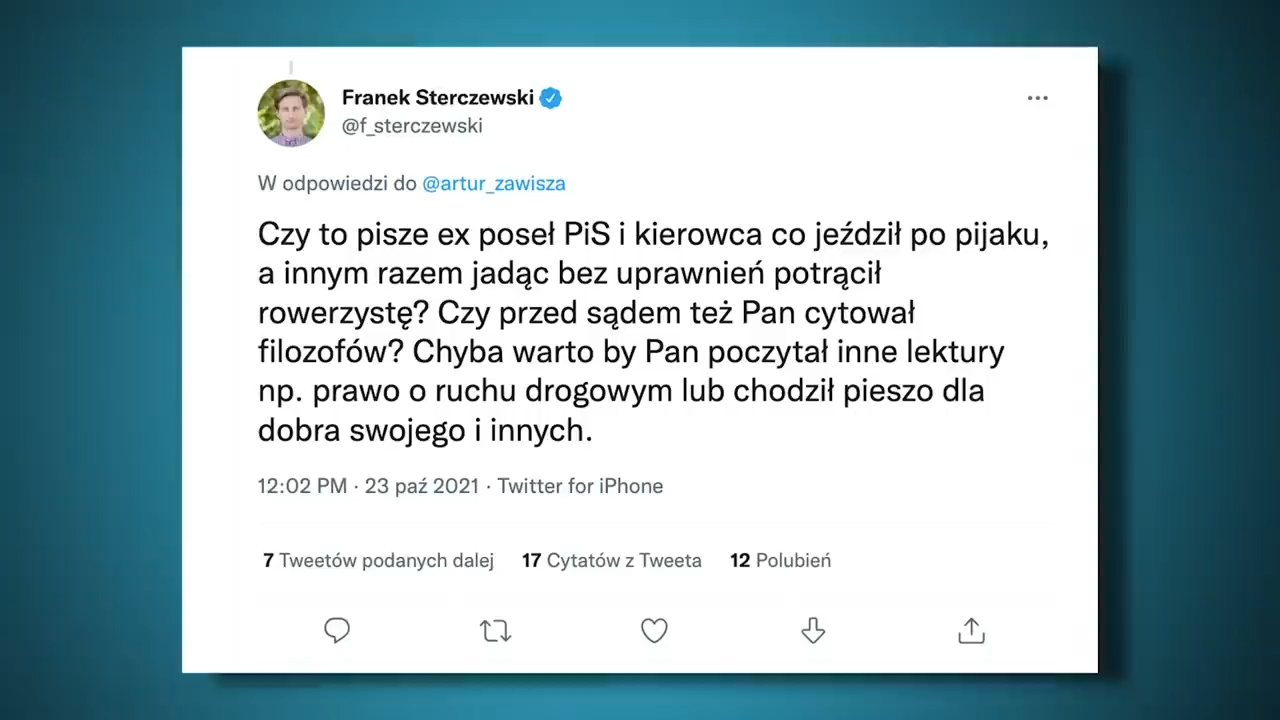 Franek Sterczewski
@f_sterczewski
W odpowiedzi do @artur_zawisza
Czy to pisze ex poseł PiS i kierowca co jeździł po pijaku,
a innym razem jadąc bez uprawnień potrącił
rowerzystę? Czy przed sądem też Pan cytował
filozofów? Chyba warto by Pan poczytał inne lektury
np. prawo o ruchu drogowym lub chodził pieszo dla
dobra swojego i innych.
12:02 PM · 23 paź 2021 · Twitter for iPhone
7 Tweetów podanych dalej 17 Cytatów z Tweeta 12 Polubień